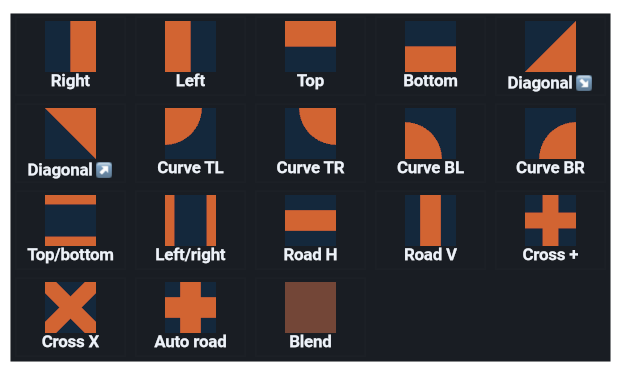 Right
Left
Top
Bottom
Diagonal ↘️
Diagonal ↗️
Curve TL
Curve TR
Curve BL
Curve BR
Top/bottom
Left/right
Road H
Road V
Cross +
Cross X
Auto road
Blend